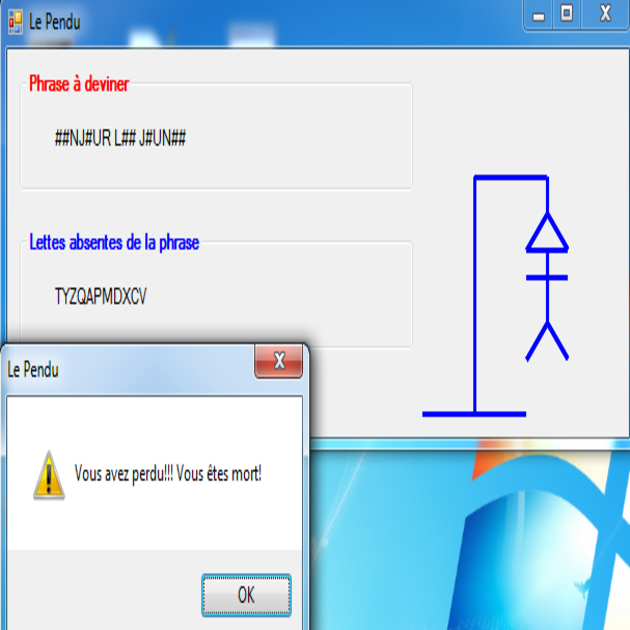 Le Pendu
Phrase à deviner
##NJ#UR L## J#UN##
Lettes absentes de la phrase
TYZQAPMDXCV
Le Pendu
Vous avez perdu!!! Vous êtes mort!
OK